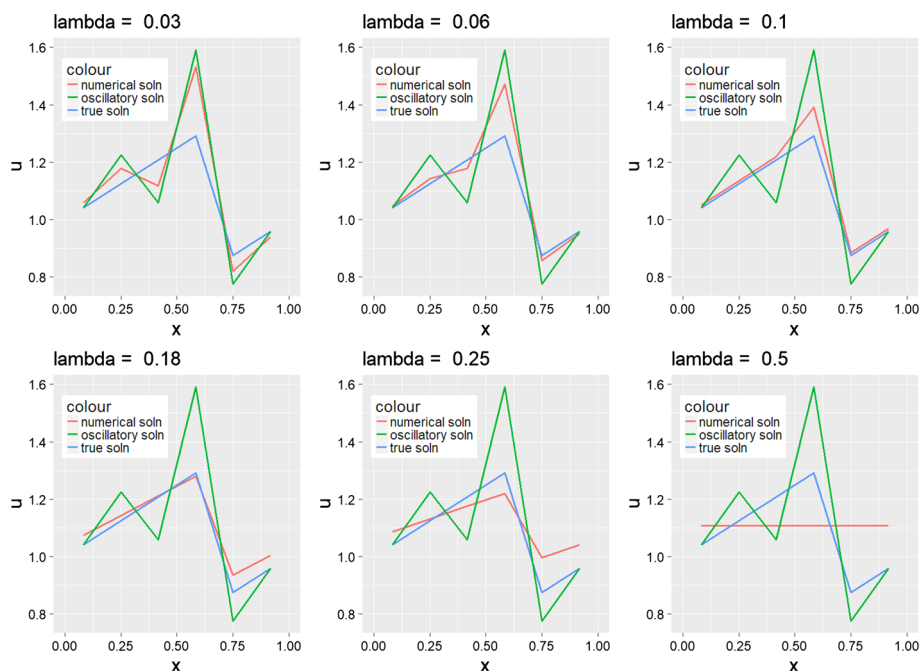 lambda =  0.03
colour
numerical soln
oscillatory soln
true soln
u
1.6
1.4
1.2
1.0
0.8
0.00 0.25 0.50 0.75 1.00
x
lambda =  0.06
colour
numerical soln
oscillatory soln
true soln
u
1.6
1.4
1.2
1.0
0.8
0.00 0.25 0.50 0.75 1.00
x
lambda =  0.1
colour
numerical soln
oscillatory soln
true soln
u
1.6
1.4
1.2
1.0
0.8
0.00 0.25 0.50 0.75 1.00
x
lambda =  0.18
colour
numerical soln
oscillatory soln
true soln
u
1.6
1.4
1.2
1.0
0.8
0.00 0.25 0.50 0.75 1.00
x
lambda =  0.25
colour
numerical soln
oscillatory soln
true soln
u
1.6
1.4
1.2
1.0
0.8
0.00 0.25 0.50 0.75 1.00
x
lambda =  0.5
colour
numerical soln
oscillatory soln
true soln
u
1.6
1.4
1.2
1.0
0.8
0.00 0.25 0.50 0.75 1.00
x